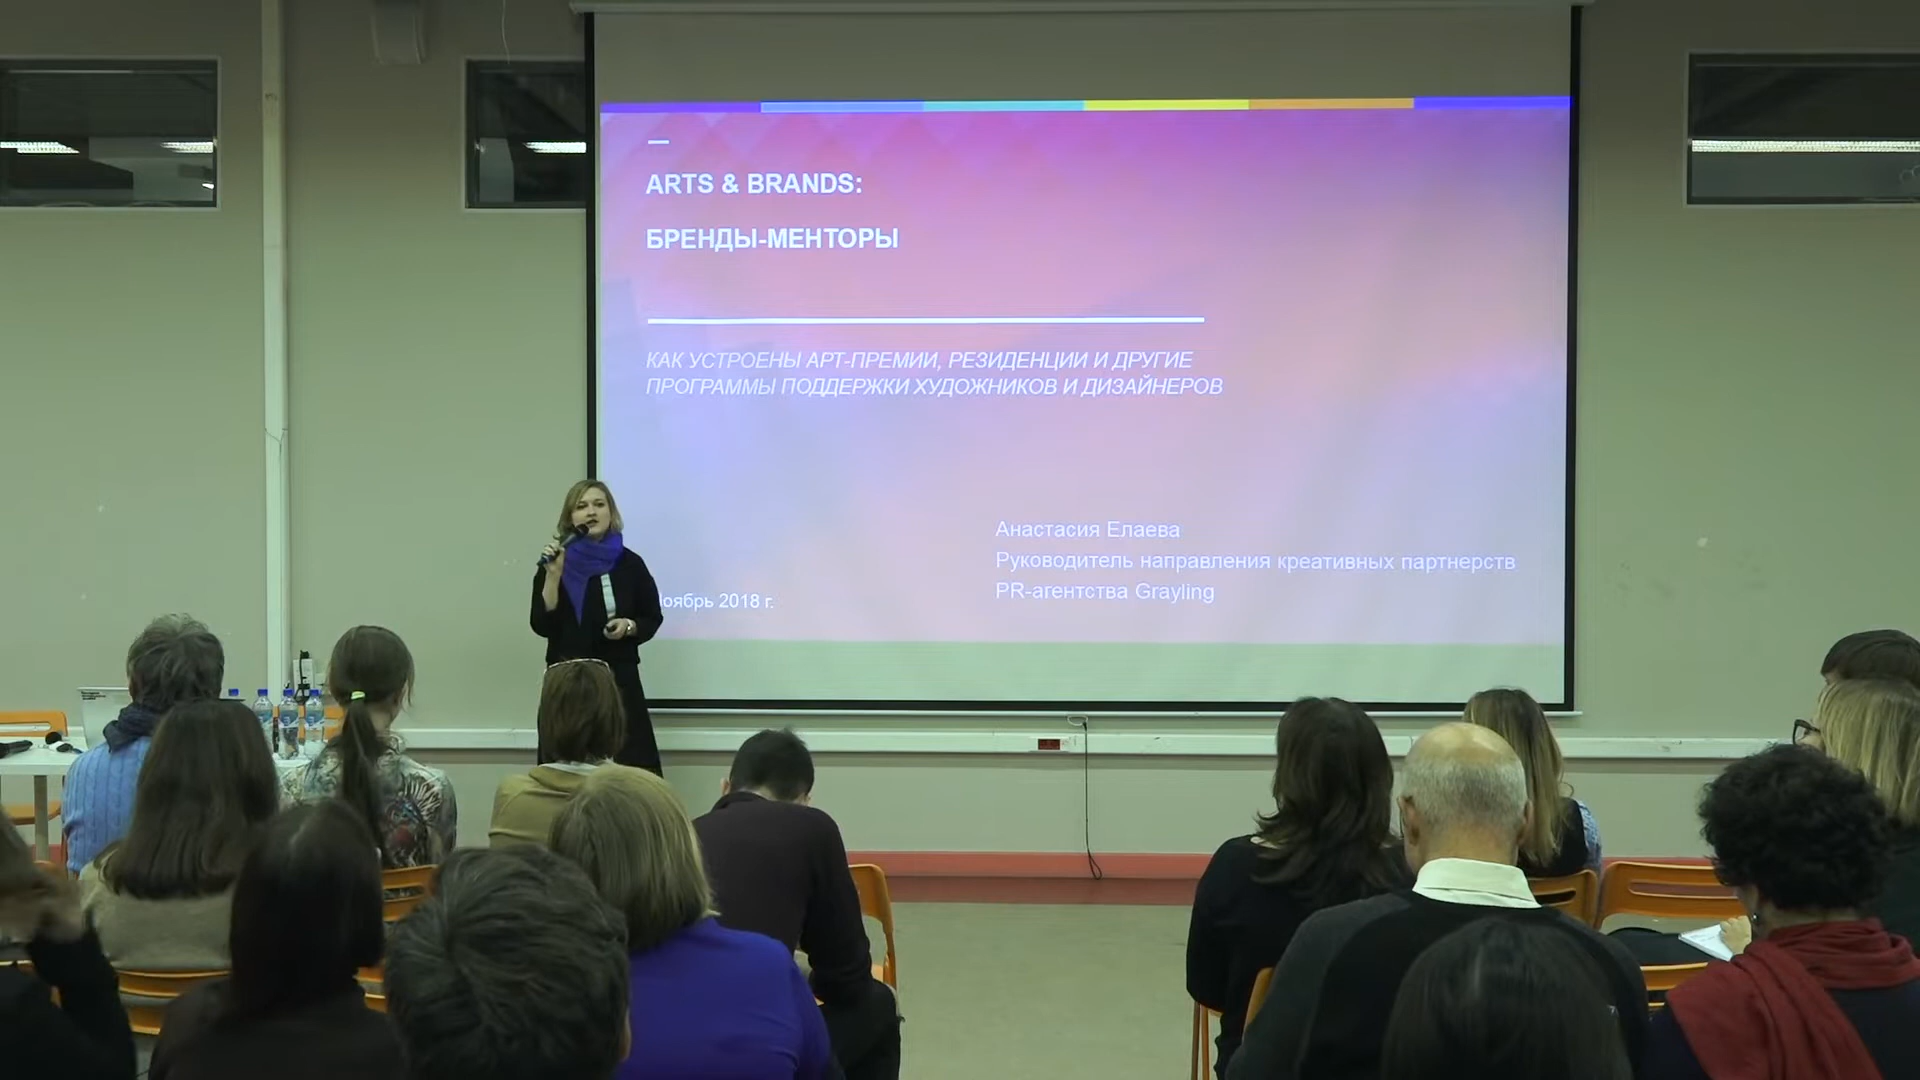 ARTS & BRANDS:
БРЕНДЫ-МЕНТОРЫ
КАК УСТРОЕНЫ АРТ-ПРЕМИИ, РЕЗИДЕНЦИИ И ДРУГИЕ
ПРОГРАММЫ ПОДДЕРЖКИ ХУДОЖНИКОВ И ДИЗАЙНЕРОВ
Анастасия Елаева
Руководитель направления креативных партнерств
PR-агентства Grayling
оябрь 2018 г.